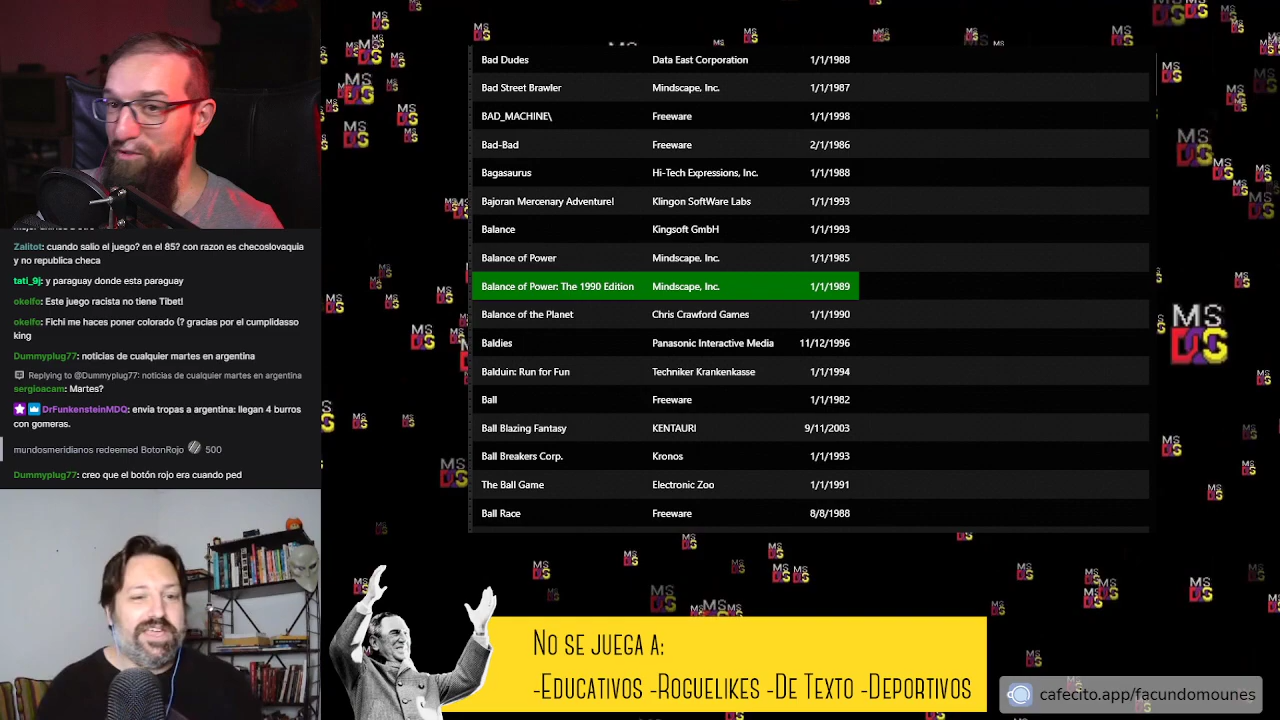 Zalitot: cuando salio el juego? en el 85? con razon es checoslovaquia
y no republica checa
tati_9j: y paraguay donde esta paraguay
okelfo: Este juego racista no tiene Tibet!
okelfo: Fichi me haces poner colorado (? gracias por el cumplidasso
king
Dummyplug77: noticias de cualquier martes en argentina
Replying to @Dummyplug77: noticias de cualquier martes en argentina
sergioacam: Martes?
DrFunkensteinMDQ: envia tropas a argentina: llegan 4 burros
con gomeras.
mundosmeridianos redeemed BotonRojo 500
Dummyplug77: creo que el botón rojo era cuando ped
Bad Dudes Data East Corporation 1/1/1988
Bad Street Brawler Mindscape, Inc. 1/1/1987
BAD_MACHINE\ Freeware 1/1/1998
Bad-Bad Freeware 2/1/1986
Bagasaurus Hi-Tech Expressions, Inc. 1/1/1988
Bajoran Mercenary Adventure! Klingon SoftWare Labs 1/1/1993
Balance Kingsoft GmbH 1/1/1993
Balance of Power Mindscape, Inc. 1/1/1985
Balance of Power: The 1990 Edition Mindscape, Inc. 1/1/1989
Balance of the Planet Chris Crawford Games 1/1/1990
Baldies Panasonic Interactive Media 11/12/1996
Balduin: Run for Fun Techniker Krankenkasse 1/1/1994
Ball Freeware 1/1/1982
Ball Blazing Fantasy KENTAURI 9/11/2003
Ball Breakers Corp. Kronos 1/1/1993
The Ball Game Electronic Zoo 1/1/1991
Ball Race Freeware 8/8/1988
MS
DOS
No se juega a:
-Educativos -Roguelikes -De Texto -Deportivos
cafecito.app/facundomounes